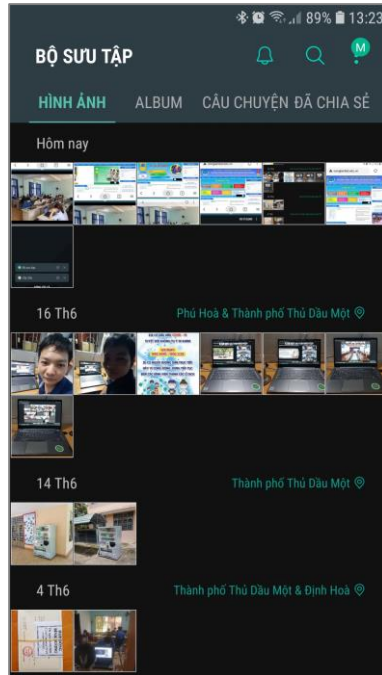 89% 13:23
BỘ SƯU TẬP
M
HÌNH ẢNH ALBUM CÂU CHUYỆN ĐÃ CHIA SẺ
Hôm nay
16 Th6 Phú Hoà & Thành phố Thủ Dầu Một
14 Th6 Thành phố Thủ Dầu Một
4 Th6 Thành phố Thủ Dầu Một & Định Hoà